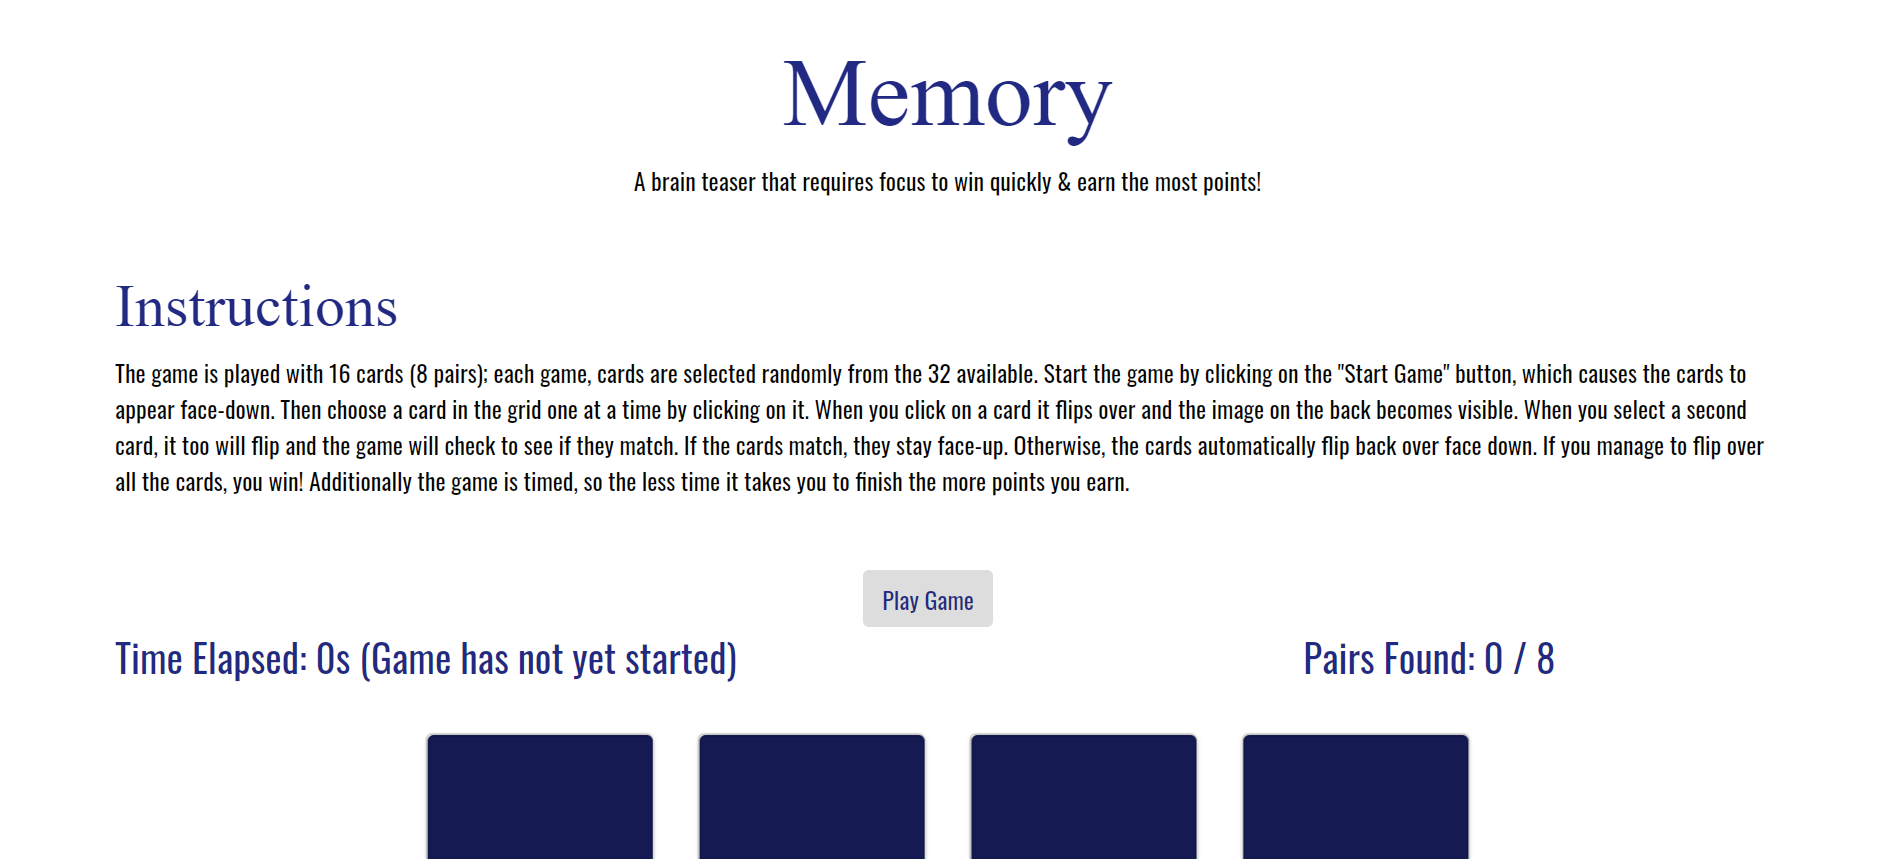 Memory
A brain teaser that requires focus to win quickly & earn the most points!
Instructions
The game is played with 16 cards (8 pairs); each game, cards are selected randomly from the 32 available. Start the game by clicking on the "Start Game" button, which causes the cards to
appear face-down. Then choose a card in the grid one at a time by clicking on it. When you click on a card it flips over and the image on the back becomes visible. When you select a second
card, it too will flip and the game will check to see if they match. If the cards match, they stay face-up. Otherwise, the cards automatically flip back over face down. If you manage to flip over
all the cards, you win! Additionally the game is timed, so the less time it takes you to finish the more points you earn.
Play Game
Time Elapsed: 0s (Game has not yet started)
Pairs Found: 0 / 8